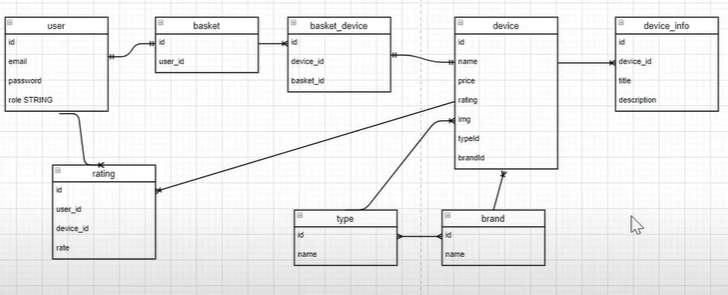 user
id
email
password
role STRING
basket
id
user_id
basket_device
id
device_id
basket_id
device
id
name
price
rating
img
typeId
brandId
device_info
id
device_id
title
description
rating
id
user_id
device_id
rate
type
id
name
brand
id
name